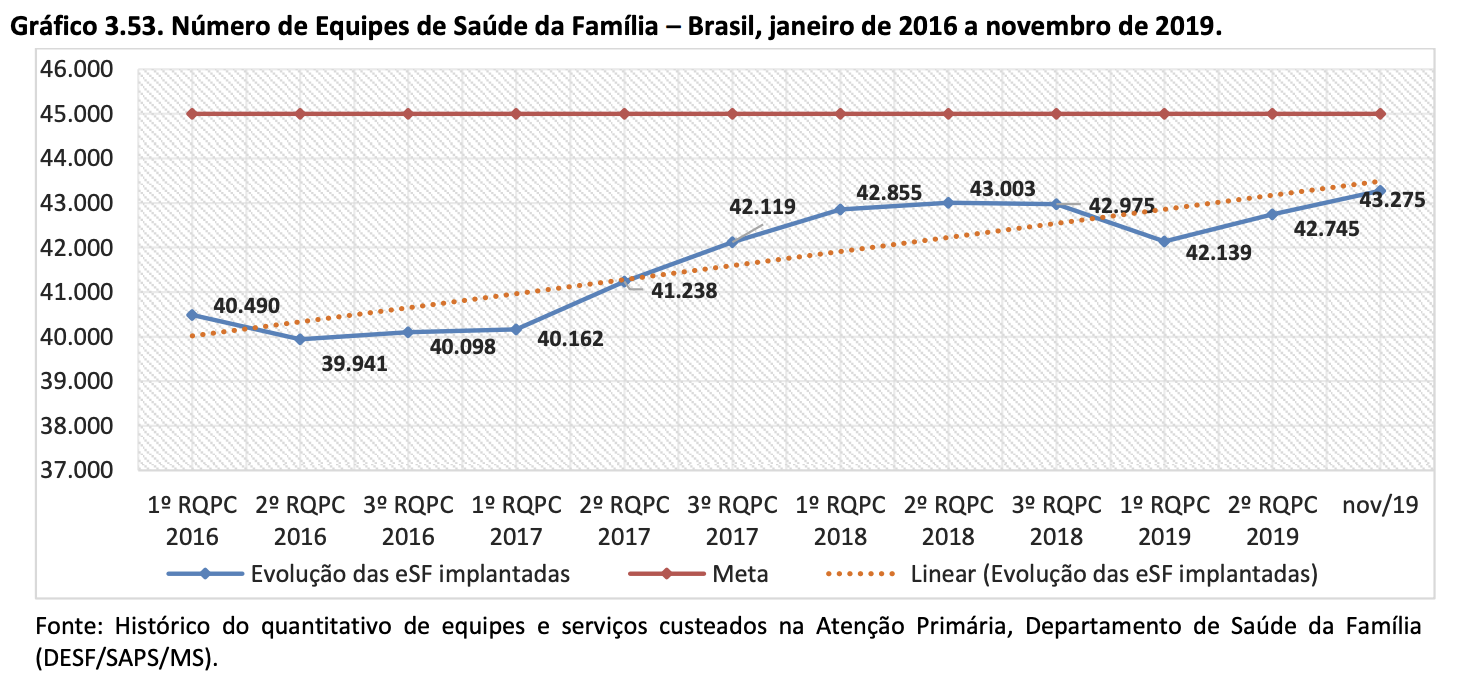 Gráfico 3.53. Número de Equipes de Saúde da Família – Brasil, janeiro de 2016 a novembro de 2019.
46.000
45.000
44.000
43.000
42.000
41.000
40.000
39.000
38.000
37.000
40.490
39.941
40.098
40.162
41.238
42.119
42.855
43.003
42.975
42.139
42.745
43.275
1º RQPC 2016
2º RQPC 2016
3º RQPC 2016
1º RQPC 2017
2º RQPC 2017
3º RQPC 2017
1º RQPC 2018
2º RQPC 2018
3º RQPC 2018
1º RQPC 2019
2º RQPC 2019
nov/19
Evolução das eSF implantadas
Meta
Linear (Evolução das eSF implantadas)
Fonte: Histórico do quantitativo de equipes e serviços custeados na Atenção Primária, Departamento de Saúde da Família
(DESF/SAPS/MS).